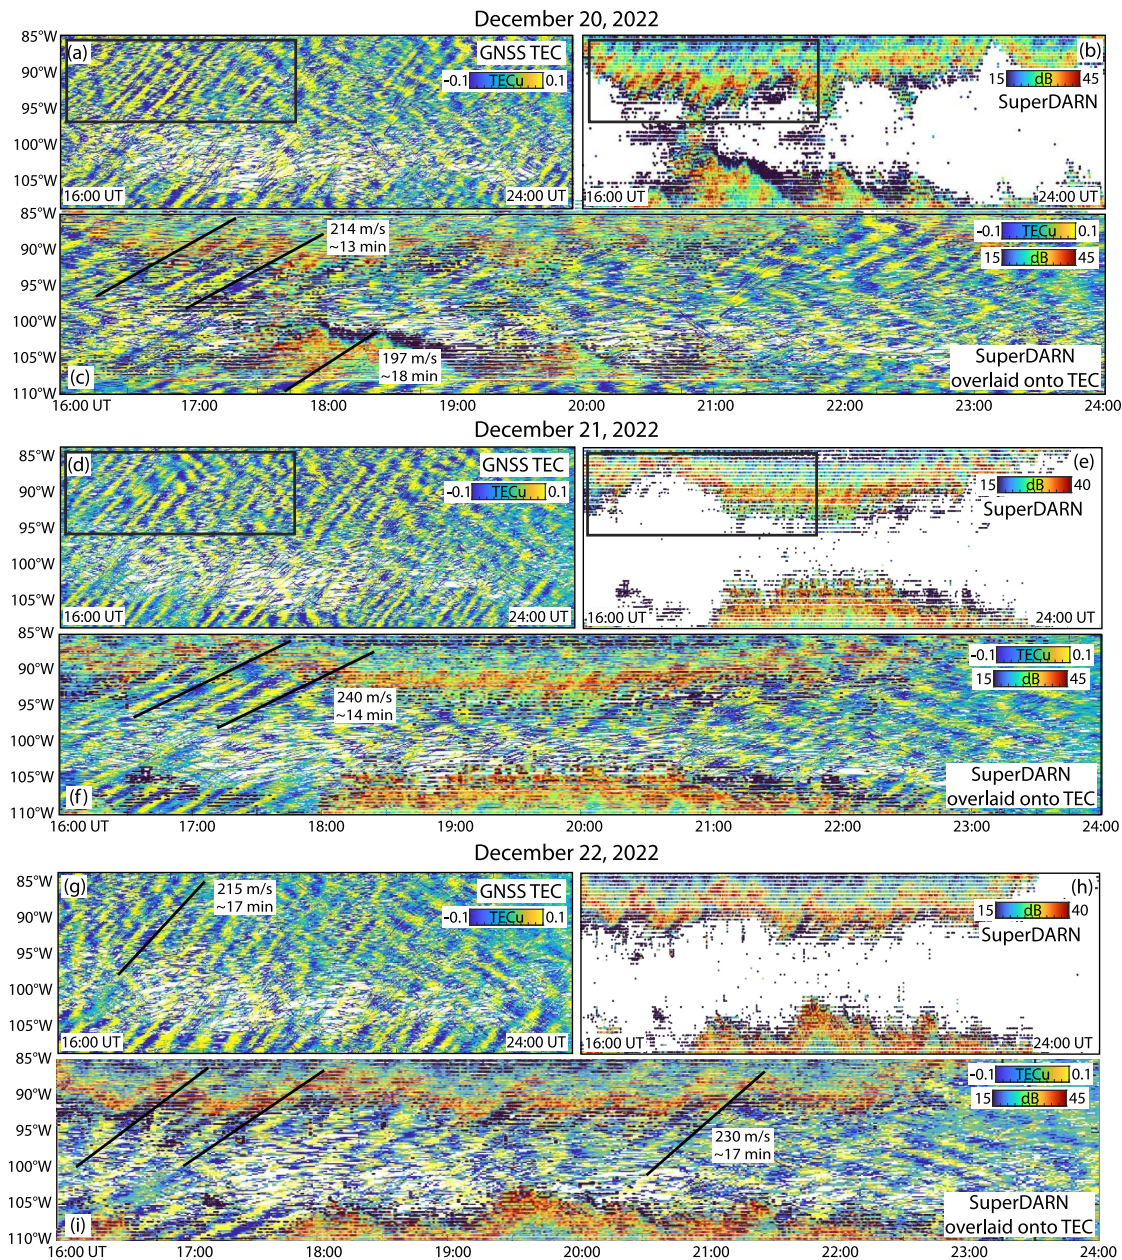 December 20, 2022
85°W
90°W
95°W
100°W
105°W
(a)
GNSS TEC
-0.1 TECu 0.1
16:00 UT
24:00 UT
(b)
15 dB 45
SuperDARN
16:00 UT
24:00 UT
85°W
90°W
95°W
100°W
105°W
110°W
214 m/s
~13 min
197 m/s
~18 min
-0.1 TECu 0.1
15 dB 45
SuperDARN
overlaid onto TEC
(c)
16:00 UT 17:00 18:00 19:00 20:00 21:00 22:00 23:00 24:00
December 21, 2022
85°W
90°W
95°W
100°W
105°W
(d)
GNSS TEC
-0.1 TECu 0.1
16:00 UT
24:00 UT
(e)
15 dB 40
SuperDARN
16:00 UT
24:00 UT
85°W
90°W
95°W
100°W
105°W
110°W
240 m/s
~14 min
-0.1 TECu 0.1
15 dB 45
SuperDARN
overlaid onto TEC
(f)
16:00 UT 17:00 18:00 19:00 20:00 21:00 22:00 23:00 24:00
December 22, 2022
85°W
90°W
95°W
100°W
105°W
(g)
215 m/s
~17 min
GNSS TEC
-0.1 TECu 0.1
16:00 UT
24:00 UT
(h)
15 dB 40
SuperDARN
16:00 UT
24:00 UT
85°W
90°W
95°W
100°W
105°W
110°W
230 m/s
~17 min
-0.1 TECu 0.1
15 dB 45
SuperDARN
overlaid onto TEC
(i)
16:00 UT 17:00 18:00 19:00 20:00 21:00 22:00 23:00 24:00